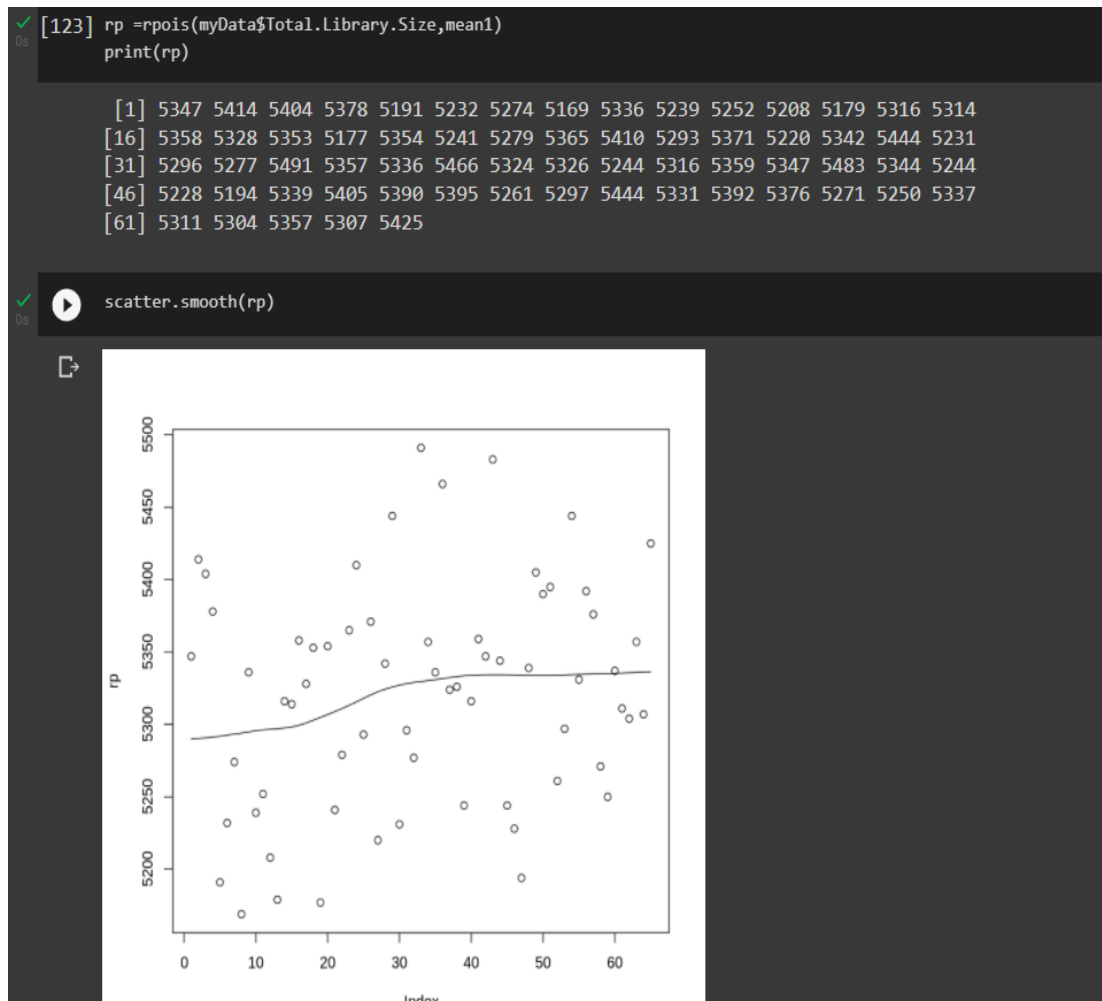 [123] rp =rpois(myData$Total.Library.Size,mean1)
print(rp)
0s
[1] 5347 5414 5404 5378 5191 5232 5274 5169 5336 5239 5252 5208 5179 5316 5314
[16] 5358 5328 5353 5177 5354 5241 5279 5365 5410 5293 5371 5220 5342 5444 5231
[31] 5296 5277 5491 5357 5336 5466 5324 5326 5244 5316 5359 5347 5483 5344 5244
[46] 5228 5194 5339 5405 5390 5395 5261 5297 5444 5331 5392 5376 5271 5250 5337
[61] 5311 5304 5357 5307 5425
scatter.smooth(rp)
0s
5500
5450
5400
5350
5300
5250
5200
rp
0 10 20 30 40 50 60
Index